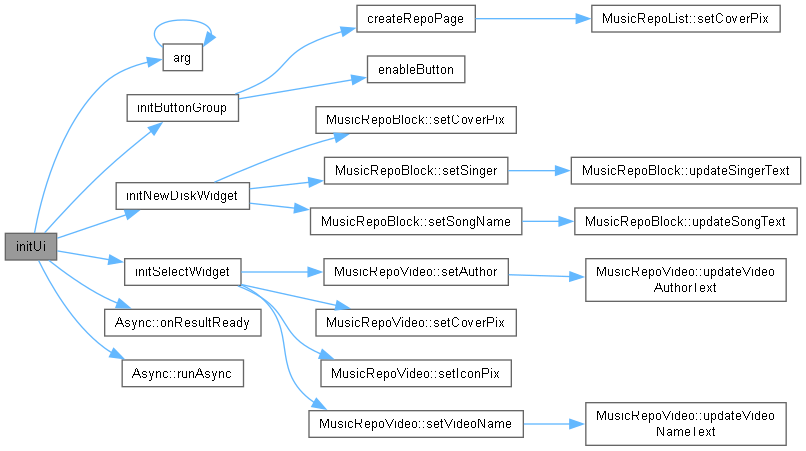 createRepoPage
MusicRepoList::setCoverPix
arg
enableButton
initButtonGroup
MusicRepoBlock::setCoverPix
MusicRepoBlock::setSinger
MusicRepoBlock::updateSingerText
initNewDiskWidget
MusicRepoBlock::setSongName
MusicRepoBlock::updateSongText
initUi
initSelectWidget
MusicRepoVideo::setAuthor
MusicRepoVideo::updateVideo
AuthorText
Async::onResultReady
MusicRepoVideo::setCoverPix
Async::runAsync
MusicRepoVideo::setIconPix
MusicRepoVideo::setVideoName
MusicRepoVideo::updateVideo
NameText